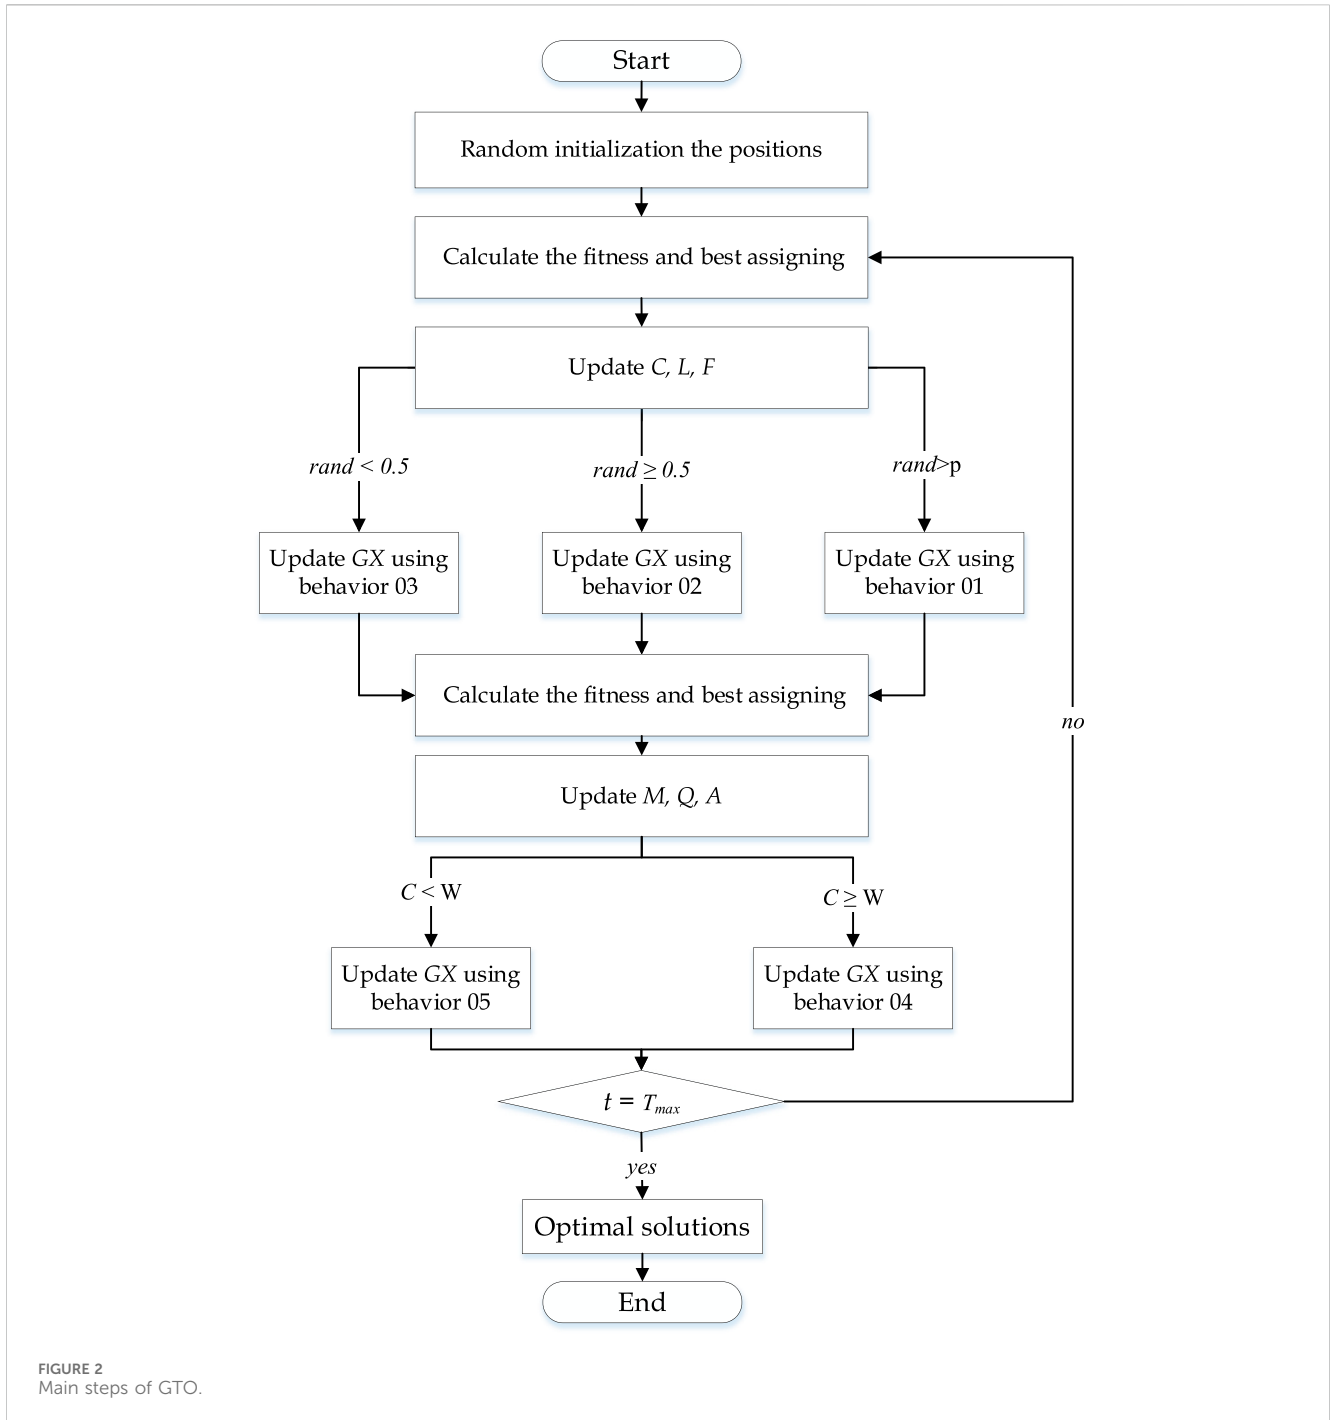 Start
Random initialization the positions
Calculate the fitness and best assigning
Update C, L, F
rand < 0.5
rand ≥ 0.5
rand>p
Update GX using
behavior 03
Update GX using
behavior 02
Update GX using
behavior 01
Calculate the fitness and best assigning
no
Update M, Q, A
C < W
C ≥ W
Update GX using
behavior 05
Update GX using
behavior 04
t = Tmax
yes
Optimal solutions
End
FIGURE 2
Main steps of GTO.